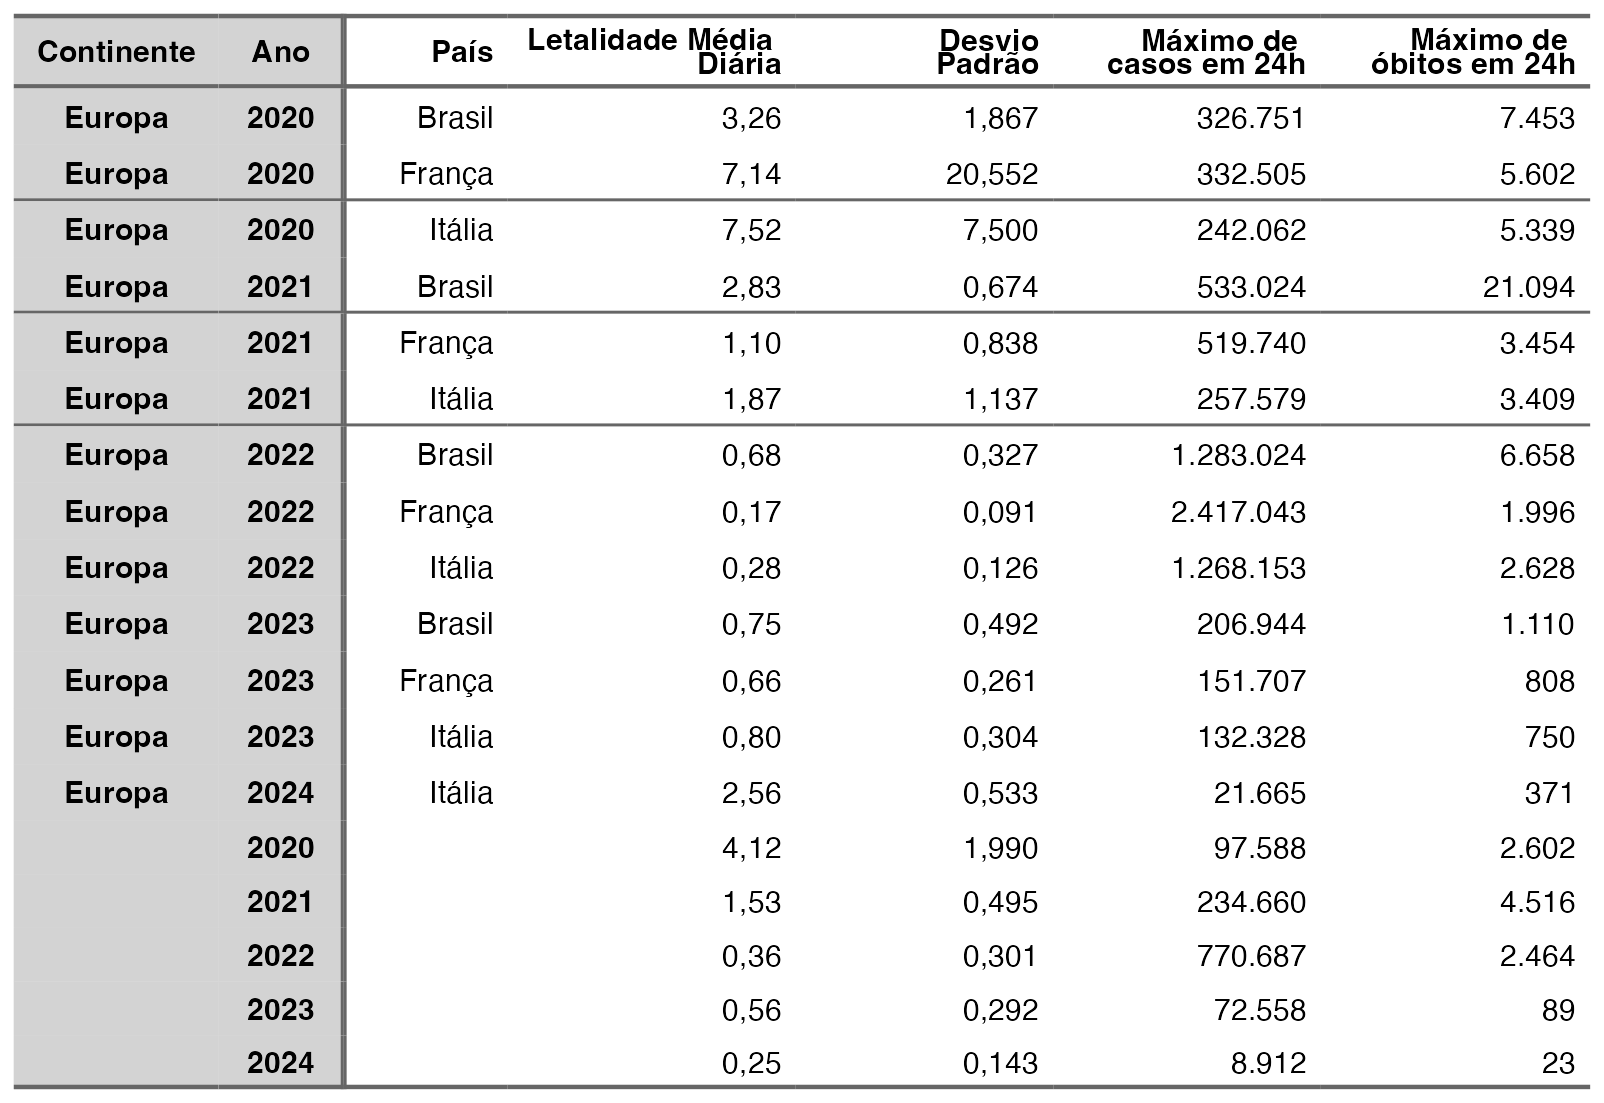 Continente Ano País Letalidade Média Diária Desvio Padrão Máximo de casos em 24h Máximo de óbitos em 24h
Europa 2020 Brasil 3,26 1,867 326.751 7.453
Europa 2020 França 7,14 20,552 332.505 5.602
Europa 2020 Itália 7,52 7,500 242.062 5.339
Europa 2021 Brasil 2,83 0,674 533.024 21.094
Europa 2021 França 1,10 0,838 519.740 3.454
Europa 2021 Itália 1,87 1,137 257.579 3.409
Europa 2022 Brasil 0,68 0,327 1.283.024 6.658
Europa 2022 França 0,17 0,091 2.417.043 1.996
Europa 2022 Itália 0,28 0,126 1.268.153 2.628
Europa 2023 Brasil 0,75 0,492 206.944 1.110
Europa 2023 França 0,66 0,261 151.707 808
Europa 2023 Itália 0,80 0,304 132.328 750
Europa 2024 Itália 2,56 0,533 21.665 371
2020 4,12 1,990 97.588 2.602
2021 1,53 0,495 234.660 4.516
2022 0,36 0,301 770.687 2.464
2023 0,56 0,292 72.558 89
2024 0,25 0,143 8.912 23